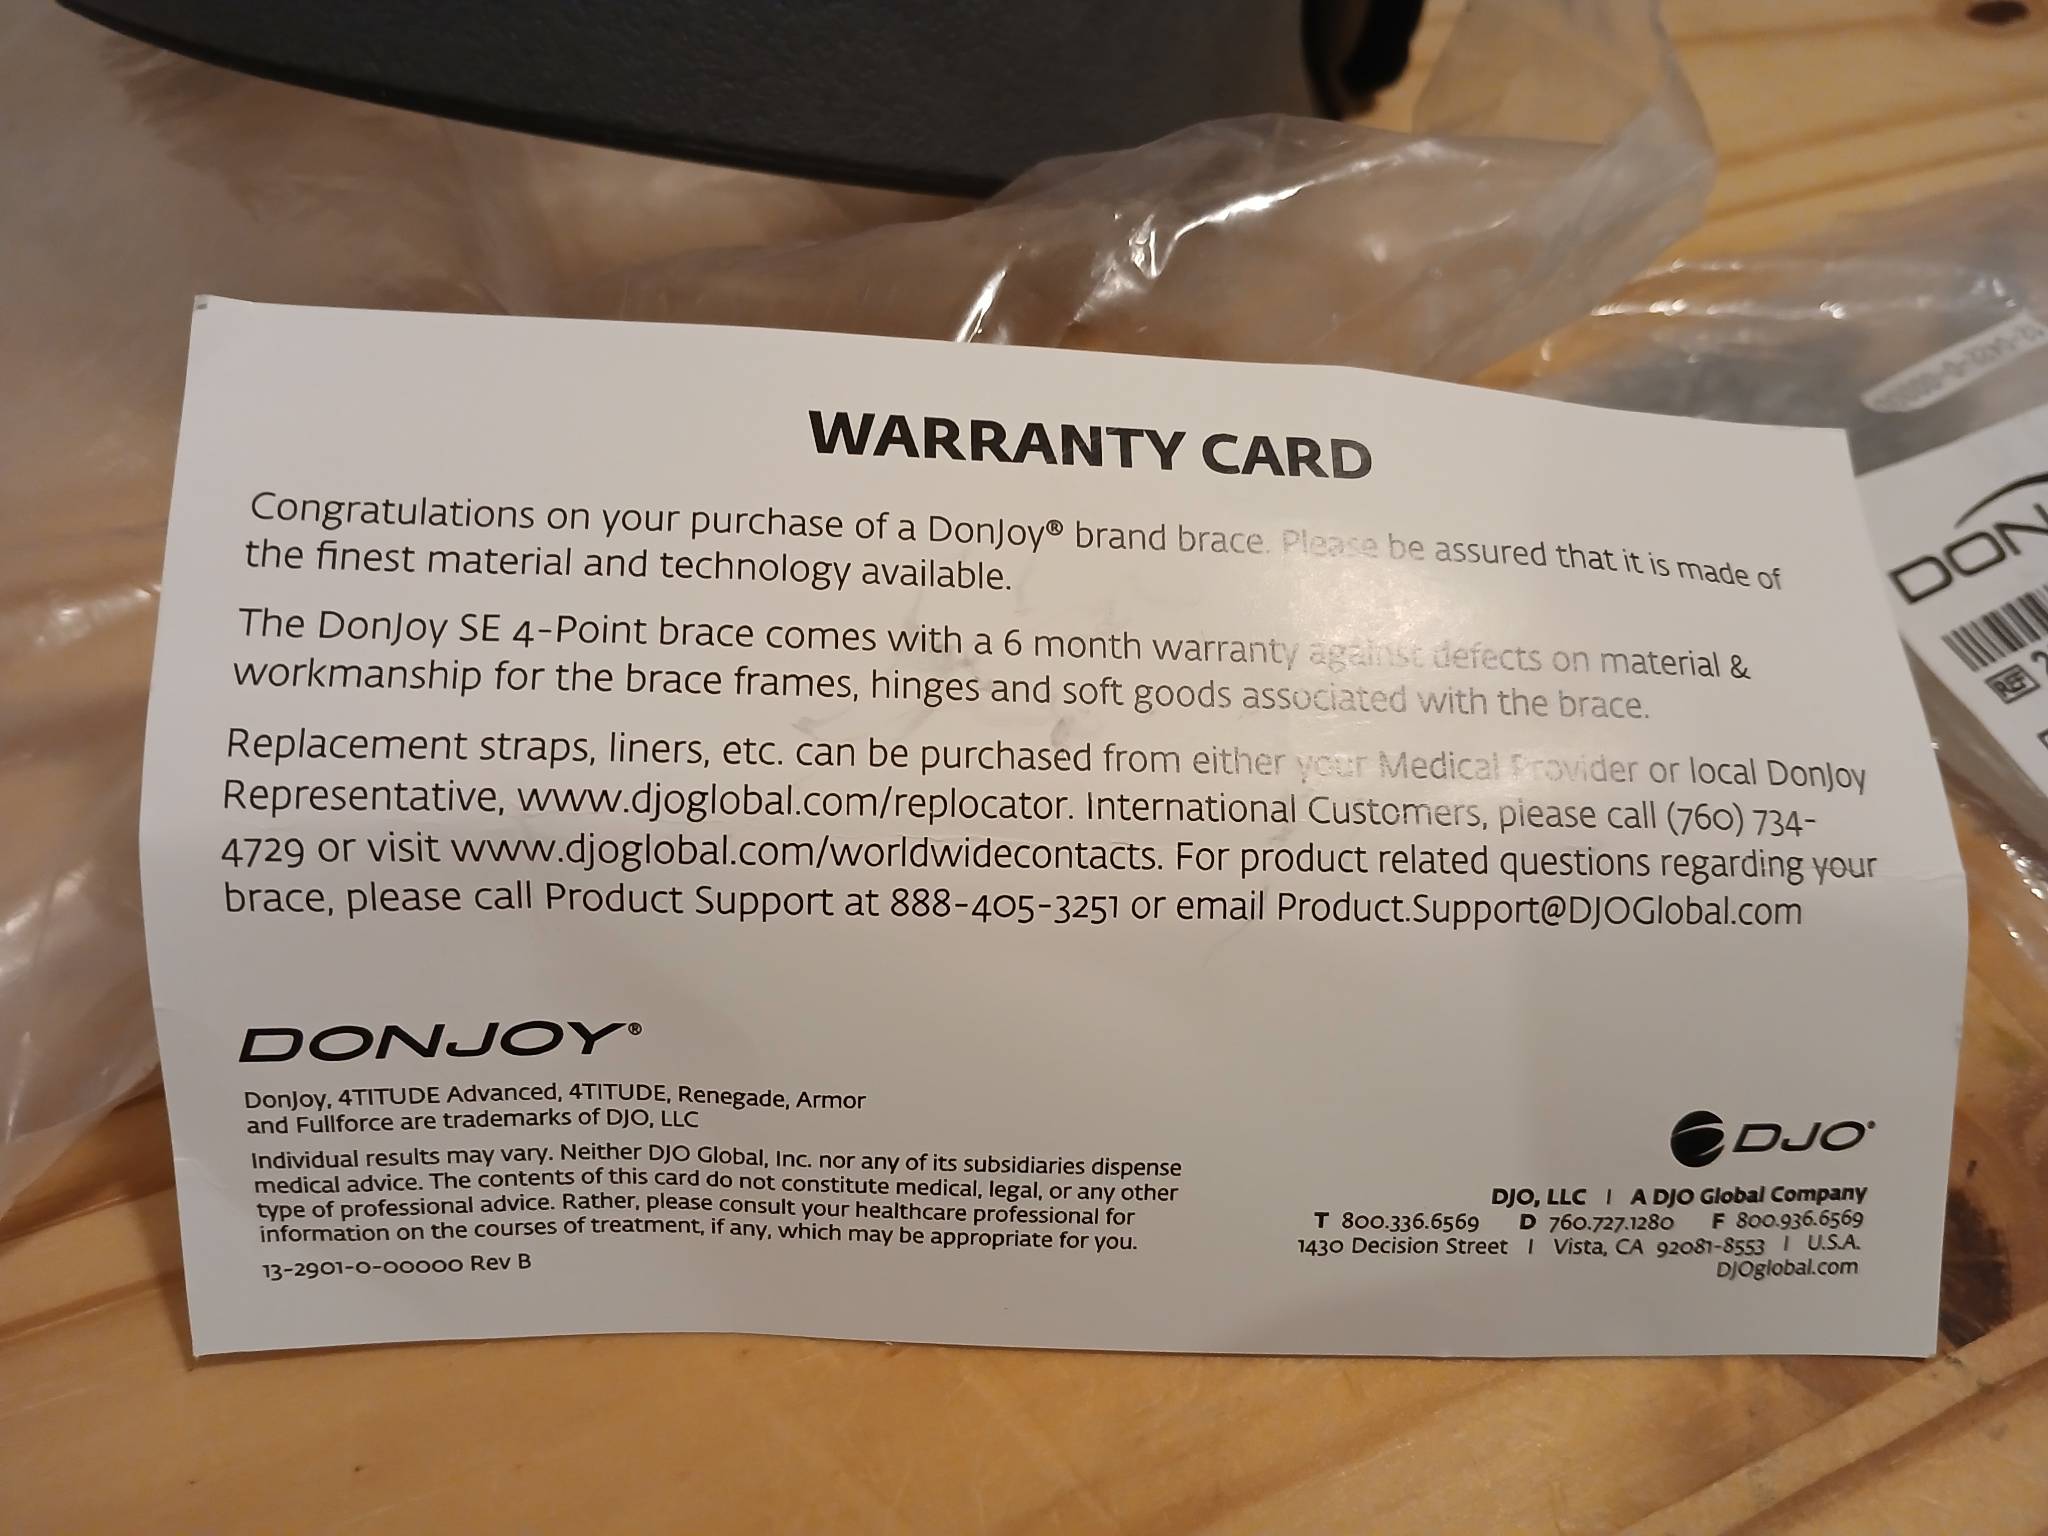 WARRANTY CARD
Congratulations on your purchase of a DonJoy® brand brace. Please be assured that it is made of
the finest material and technology available.
The DonJoy SE 4-Point brace comes with a 6 month warranty against defects on material &
workmanship for the brace frames, hinges and soft goods associated with the brace.
Replacement straps, liners, etc. can be purchased from either your Medical Provider or local DonJoy
Representative, www.djoglobal.com/replocator. International Customers, please call (760) 734-
4729 or visit www.djoglobal.com/worldwidecontacts. For product related questions regarding your
brace, please call Product Support at 888-405-3251 or email Product.Support@DJOGlobal.com
DONJOY®
DonJoy, 4TITUDE Advanced, 4TITUDE, Renegade, Armor
and Fullforce are trademarks of DJO, LLC
Individual results may vary. Neither DJO Global, Inc. nor any of its subsidiaries dispense
medical advice. The contents of this card do not constitute medical, legal, or any other
type of professional advice. Rather, please consult your healthcare professional for
information on the courses of treatment, if any, which may be appropriate for you.
13-2901-0-00000 Rev B
DJO®
DJO, LLC | A DJO Global Company
T 800.336.6569 D 760.727.1280 F 800.936.6569
1430 Decision Street | Vista, CA 92081-8553 | U.S.A.
DJOglobal.com
DON
REF